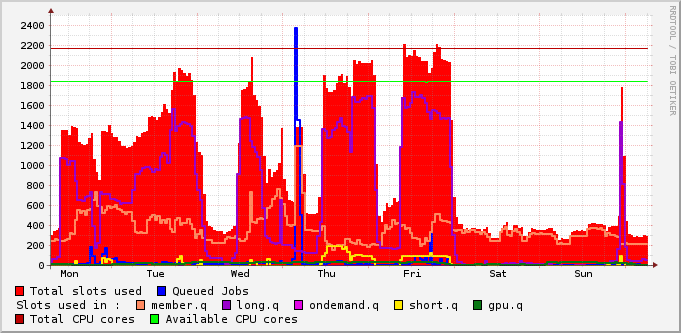 RRDTOOL / TOBI OETIKER
2400
2200
2000
1800
1600
1400
1200
1000
800
600
400
200
0
Mon Tue Wed Thu Fri Sat Sun
Total slots used Queued Jobs
Slots used in : member.q long.q ondemand.q short.q gpu.q
Total CPU cores Available CPU cores